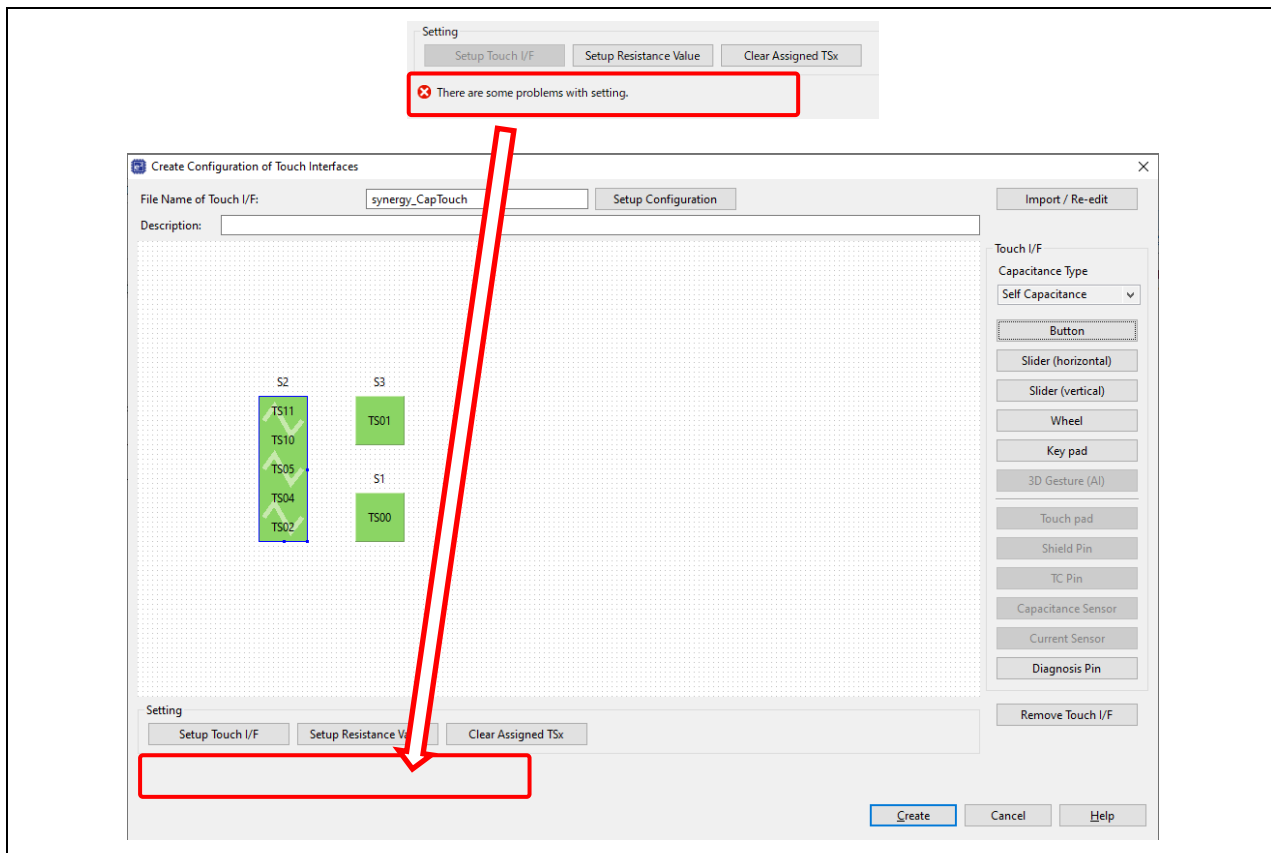 Setting
Setup Touch I/F Setup Resistance Value Clear Assigned TSx
There are some problems with setting.
Create Configuration of Touch Interfaces
File Name of Touch I/F: synergy_CapTouch Setup Configuration Import / Re-edit
Description:
Touch I/F
Capacitance Type
Self Capacitance
Button
Slider (horizontal)
Slider (vertical)
Wheel
Key pad
3D Gesture (AI)
Touch pad
Shield Pin
TC Pin
Capacitance Sensor
Current Sensor
Diagnosis Pin
Remove Touch I/F
S2 S3
TS11
TS01
TS10
TS05
S1
TS04
TS00
TS02
Setting
Setup Touch I/F Setup Resistance Clear Assigned TSx
Create Cancel Help